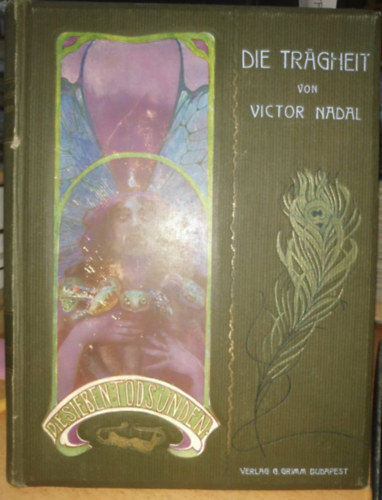 DIE TRÄGHEIT
VON
VICTOR NADAL
DIE SIEBEN TODSÜNDEN
VERLAG G. GRIMM BUDAPEST